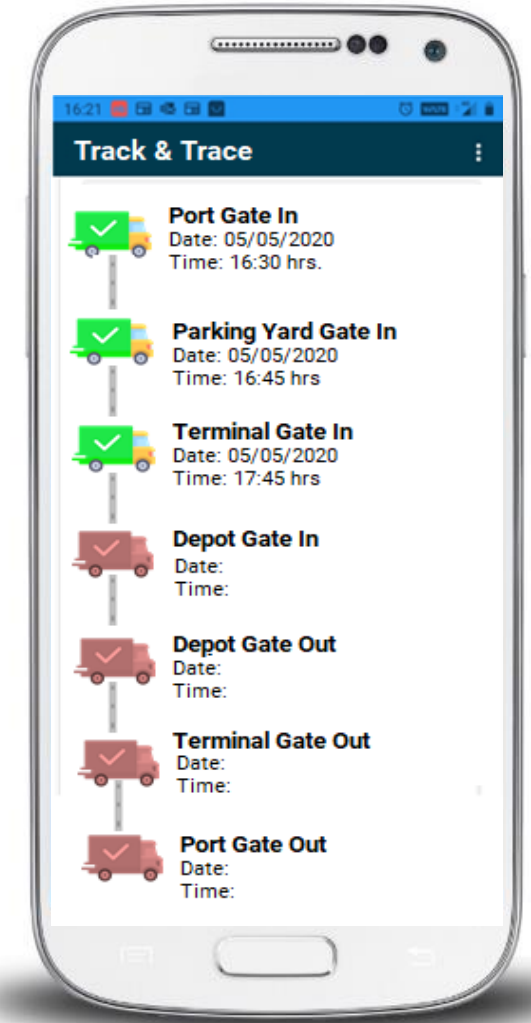 16:21
Track & Trace
Port Gate In
Date: 05/05/2020
Time: 16:30 hrs.
Parking Yard Gate In
Date: 05/05/2020
Time: 16:45 hrs
Terminal Gate In
Date: 05/05/2020
Time: 17:45 hrs
Depot Gate In
Date:
Time:
Depot Gate Out
Date:
Time:
Terminal Gate Out
Date:
Time:
Port Gate Out
Date:
Time: